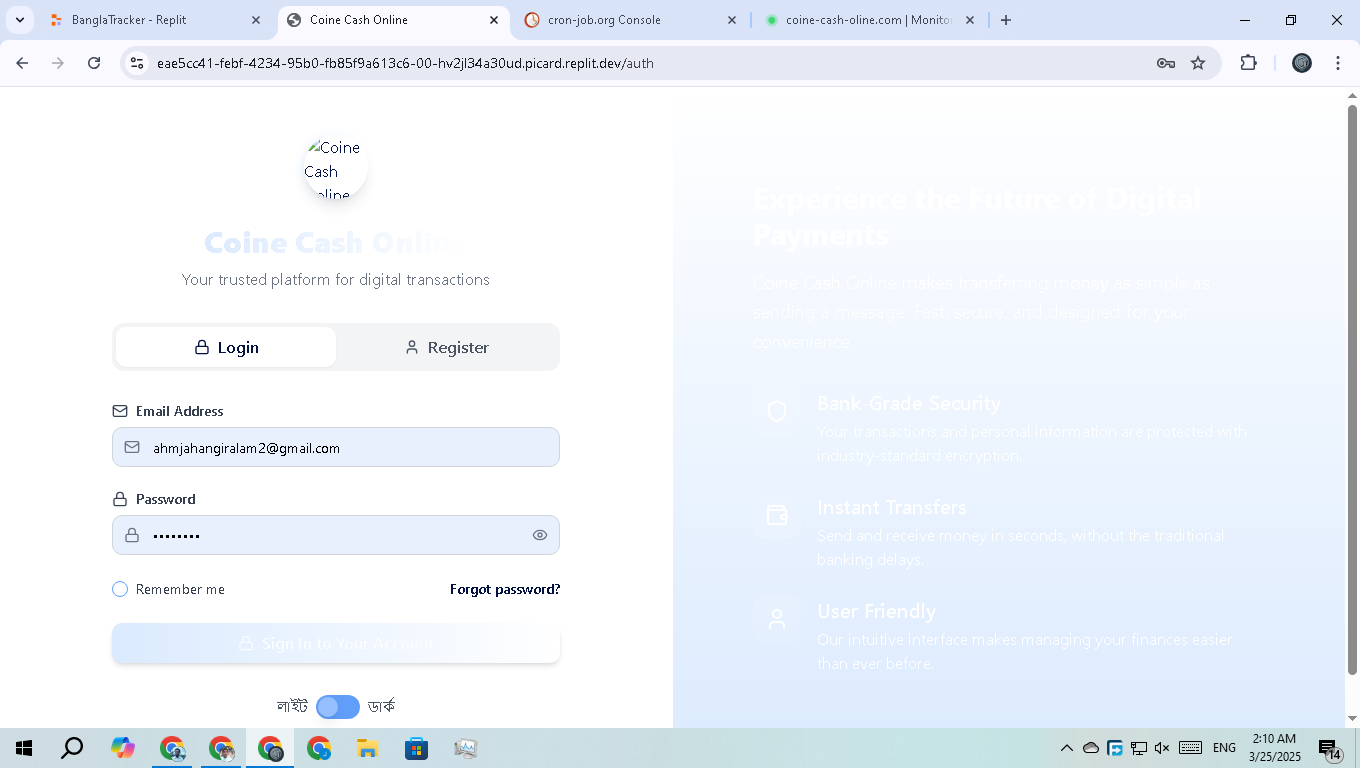 BanglaTracker - Replit
Coine Cash Online
cron-job.org Console
coine-cash-oline.com | Monito
eae5cc41-febf-4234-95b0-fb85f9a613c6-00-hv2jl34a30ud.picard.replit.dev/auth
Coine
Cash
Coine Cash Online
Your trusted platform for digital transactions
Login
Register
Email Address
ahmjahangiralam2@gmail.com
Password
••••••••
Remember me
Forgot password?
Sign In to Your Account
লাইট
ডার্ক
Experience the Future of Digital
Payments
Coine Cash Online makes transferring money as simple as
sending a message. Fast, secure, and designed for your
convenience.
Bank-Grade Security
Your transactions and personal information are protected with
industry-standard encryption.
Instant Transfers
Send and receive money in seconds, without the traditional
banking delays.
User Friendly
Our intuitive interface makes managing your finances easier
than ever before.
ENG
2:10 AM
3/25/2025
14